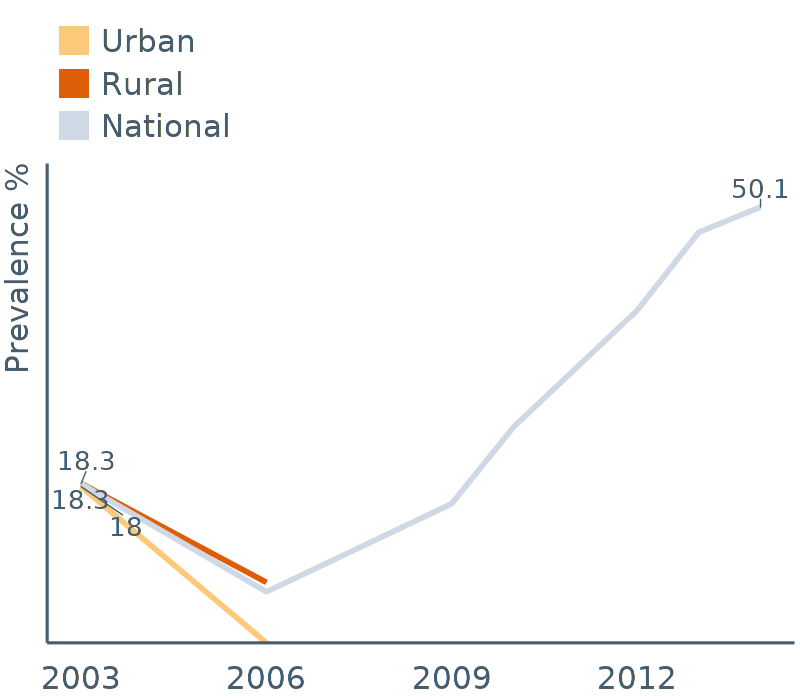 Urban
Rural
National
Prevalence %
50.1
18.3
18.3
18
2003
2006
2009
2012